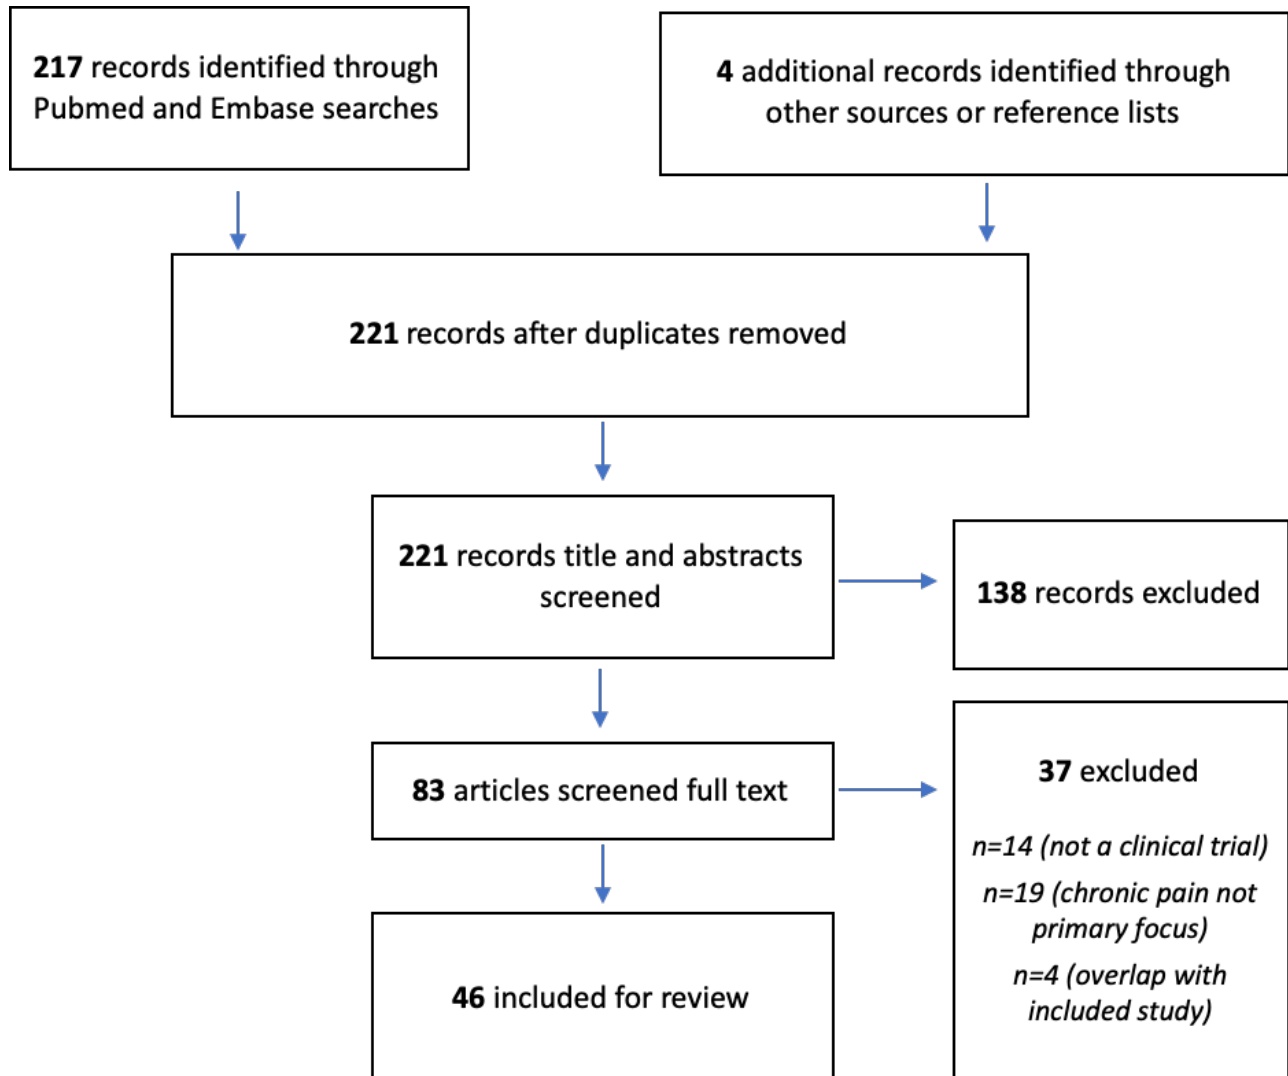 217 records identified through
Pubmed and Embase searches
4 additional records identified through
other sources or reference lists
221 records after duplicates removed
221 records title and abstracts
screened
138 records excluded
83 articles screened full text
37 excluded
n=14 (not a clinical trial)
n=19 (chronic pain not
primary focus)
n=4 (overlap with
included study)
46 included for review